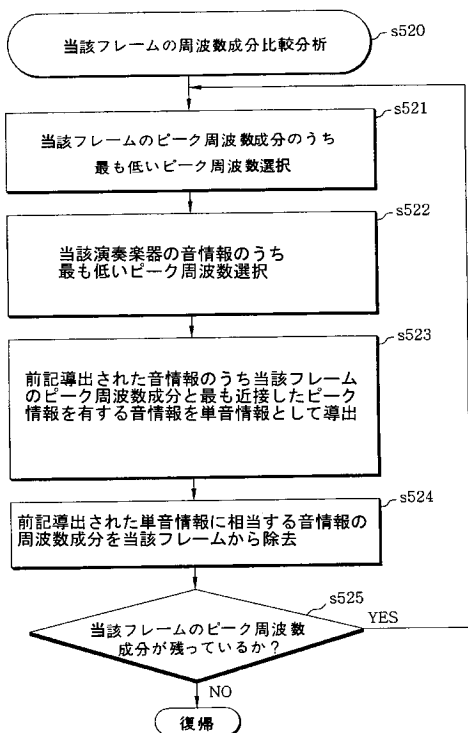 当該フレームの周波数成分比較分析
s520
s521
当該フレームのピーク周波数成分のうち
最も低いピーク周波数選択
s522
当該演奏楽器の音情報のうち
最も低いピーク周波数選択
s523
前記導出された音情報のうち当該フレーム
のピーク周波数成分と最も近接したピーク
情報を有する音情報を単音情報として導出
s524
前記導出された単音情報に相当する音情報の
周波数成分を当該フレームから除去
s525
当該フレームのピーク周波数
成分が残っているか？
YES
NO
復帰